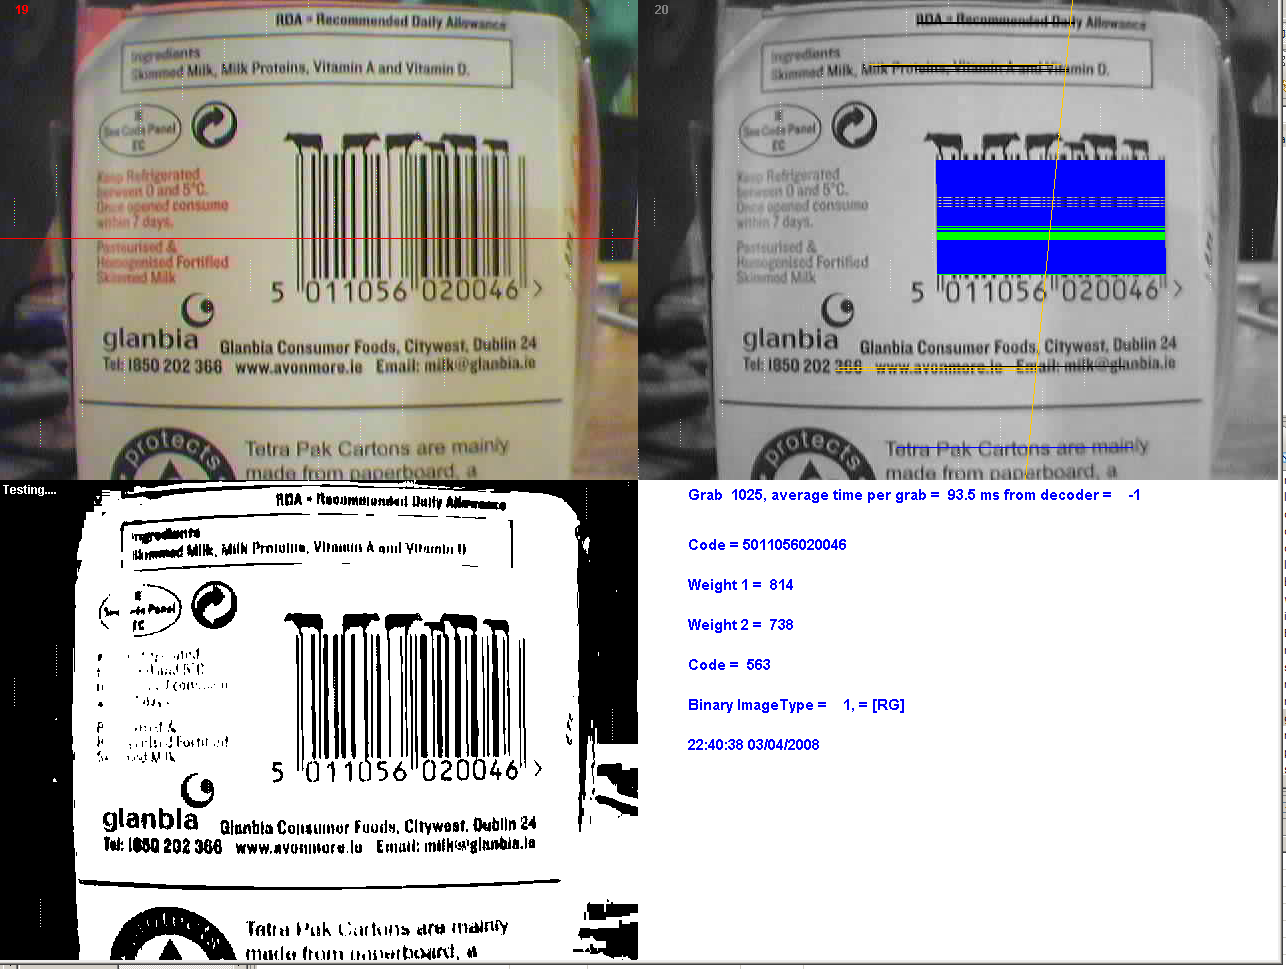 19
RDA = Recommended Daily Allowance
Ingredients
Skimmed Milk, Milk Proteins, Vitamin A and Vitamin D.
IE
See Code Panel
EC
Keep Refrigerated
between 0 and 5°C.
Once opened consume
within 7 days.
Pasteurised &
Homogenised Fortified
Skimmed Milk
5 011056 020046 >
glanbia
Glanbia Consumer Foods, Citywest, Dublin 24
Tel: 1850 202 366 www.avonmore.ie Email: milk@glanbia.ie
protects
Tetra Pak Cartons are mainly
made from paperboard, a
20
RDA = Recommended Daily Allowance
Ingredients
Skimmed Milk, Milk Proteins, Vitamin A and Vitamin D.
IE
See Code Panel
EC
Keep Refrigerated
between 0 and 5°C.
Once opened consume
within 7 days.
Pasteurised &
Homogenised Fortified
Skimmed Milk
5 011056 020046 >
glanbia
Glanbia Consumer Foods, Citywest, Dublin 24
Tel: 1850 202 366 www.avonmore.ie Email: milk@glanbia.ie
protects
Tetra Pak Cartons are mainly
made from paperboard, a
Testing....
RDA = Recommended Daily Allowance
Ingredients
Skimmed Milk, Milk Proteins, Vitamin A and Vitamin D
IE
Panel
EC
and 5°C
days
&
Fortified
Milk
5 011056 020046 >
glanbia
Glanbia Consumer Foods, Citywest, Dublin 24
Tel: 1850 202 366 www.avonmore.ie Email: milk@glanbia.ie
Tetra Pak Cartons are mainly
made from paperboard, a
Grab 1025, average time per grab = 93.5 ms from decoder = -1
Code = 5011056020046
Weight 1 = 814
Weight 2 = 738
Code = 563
Binary ImageType = 1, = [RG]
22:40:38 03/04/2008